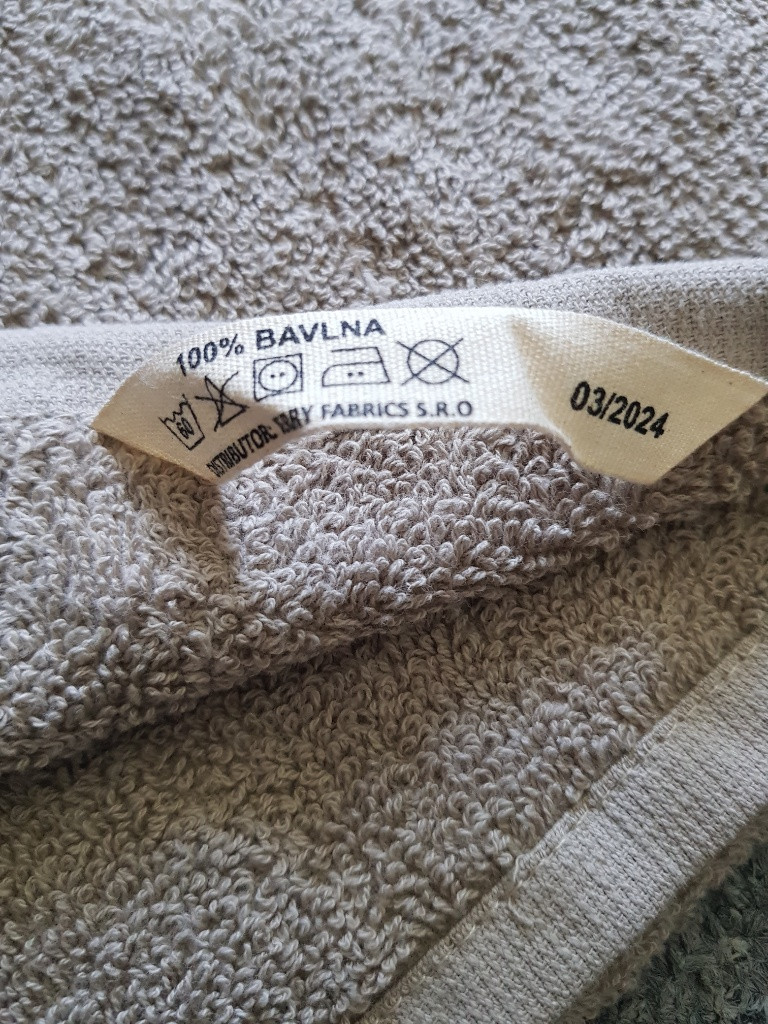 100% BAVLNA
60
DISTRIBUTOR: FABRICS S.R.O
03/2024